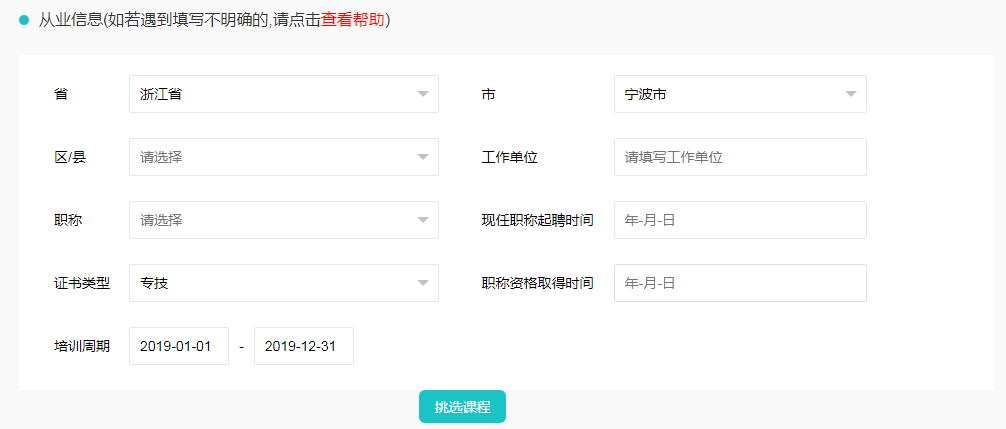 从业信息(如若遇到填写不明确的,请点击查看帮助)
省 浙江省 市 宁波市
区/县 请选择 工作单位 请填写工作单位
职称 请选择 现任职称起聘时间 年-月-日
证书类型 专技 职称资格取得时间 年-月-日
培训周期 2019-01-01 - 2019-12-31
挑选课程